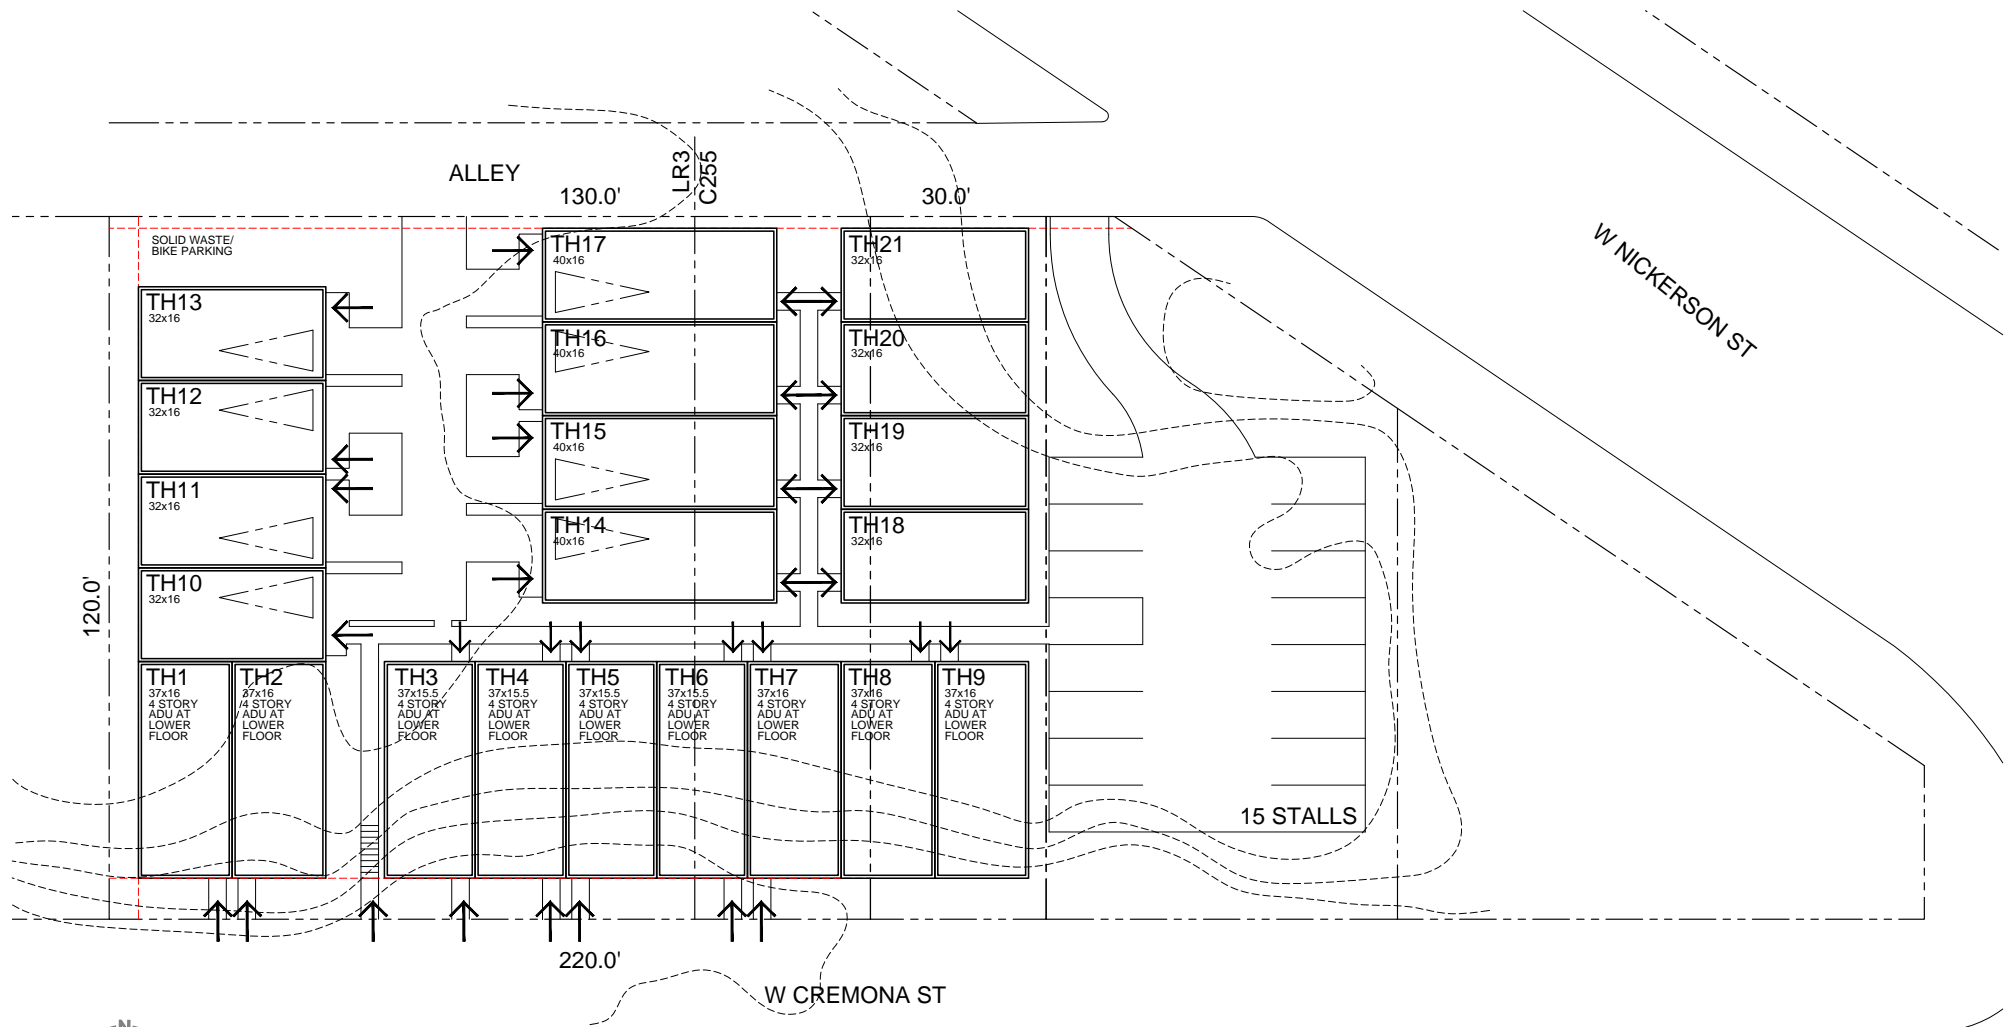 ALLEY
LR3
C255
130.0'
30.0'
W NICKERSON ST
SOLID WASTE/
BIKE PARKING
TH17
40x16
TH21
32x16
TH13
32x16
TH16
40x16
TH20
32x16
TH12
32x16
TH15
40x16
TH19
32x16
TH11
32x16
TH14
40x16
TH18
32x16
TH10
32x16
120.0'
TH1
37x16
4 STORY
ADU AT
LOWER
FLOOR
TH2
37x16
4 STORY
ADU AT
LOWER
FLOOR
TH3
37x15.5
4 STORY
ADU AT
LOWER
FLOOR
TH4
37x15.5
4 STORY
ADU AT
LOWER
FLOOR
TH5
37x15.5
4 STORY
ADU AT
LOWER
FLOOR
TH6
37x15.5
4 STORY
ADU AT
LOWER
FLOOR
TH7
37x16
4 STORY
ADU AT
LOWER
FLOOR
TH8
37x16
4 STORY
ADU AT
LOWER
FLOOR
TH9
37x16
4 STORY
ADU AT
LOWER
FLOOR
15 STALLS
220.0'
W CREMONA ST
N